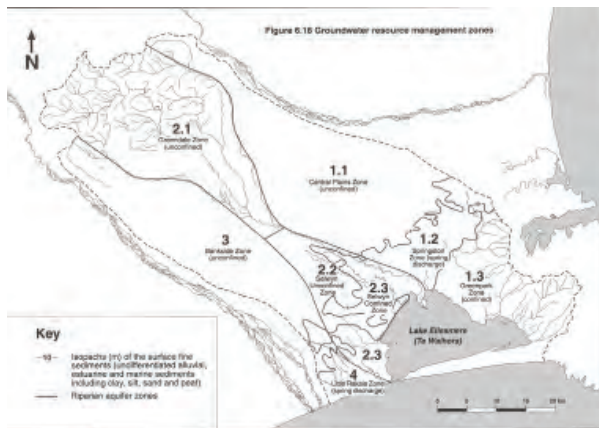 Figure 6.18 Groundwater resource management zones
N
2.1
Greendale Zone
(unconfined)
1.1
Central Plains Zone
(unconfined)
3
Bankside Zone
(unconfined)
1.2
Springston
Zone (spring
discharge)
2.2
Selwyn
Unconfined
Zone
2.3
Selwyn
Confined
Zone
1.3
Greenpark
Zone
(confined)
Lake Ellesmere
(Te Waihora)
2.3
4
Little Rakaia Zone
(spring discharge)
Key
10
Isopachs (m) of the surface fine
sediments (undifferentiated alluvial,
estuarine and marine sediments
including clay, silt, sand and peat)
Riparian aquifer zones
0 5 10 15 20 km